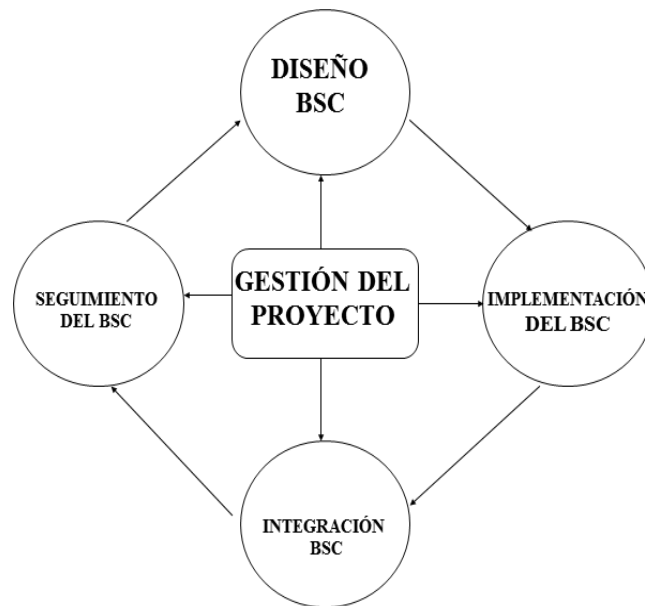 DISEÑO
BSC
GESTIÓN DEL
PROYECTO
SEGUIMIENTO
DEL BSC
IMPLEMENTACIÓN
DEL BSC
INTEGRACIÓN
BSC